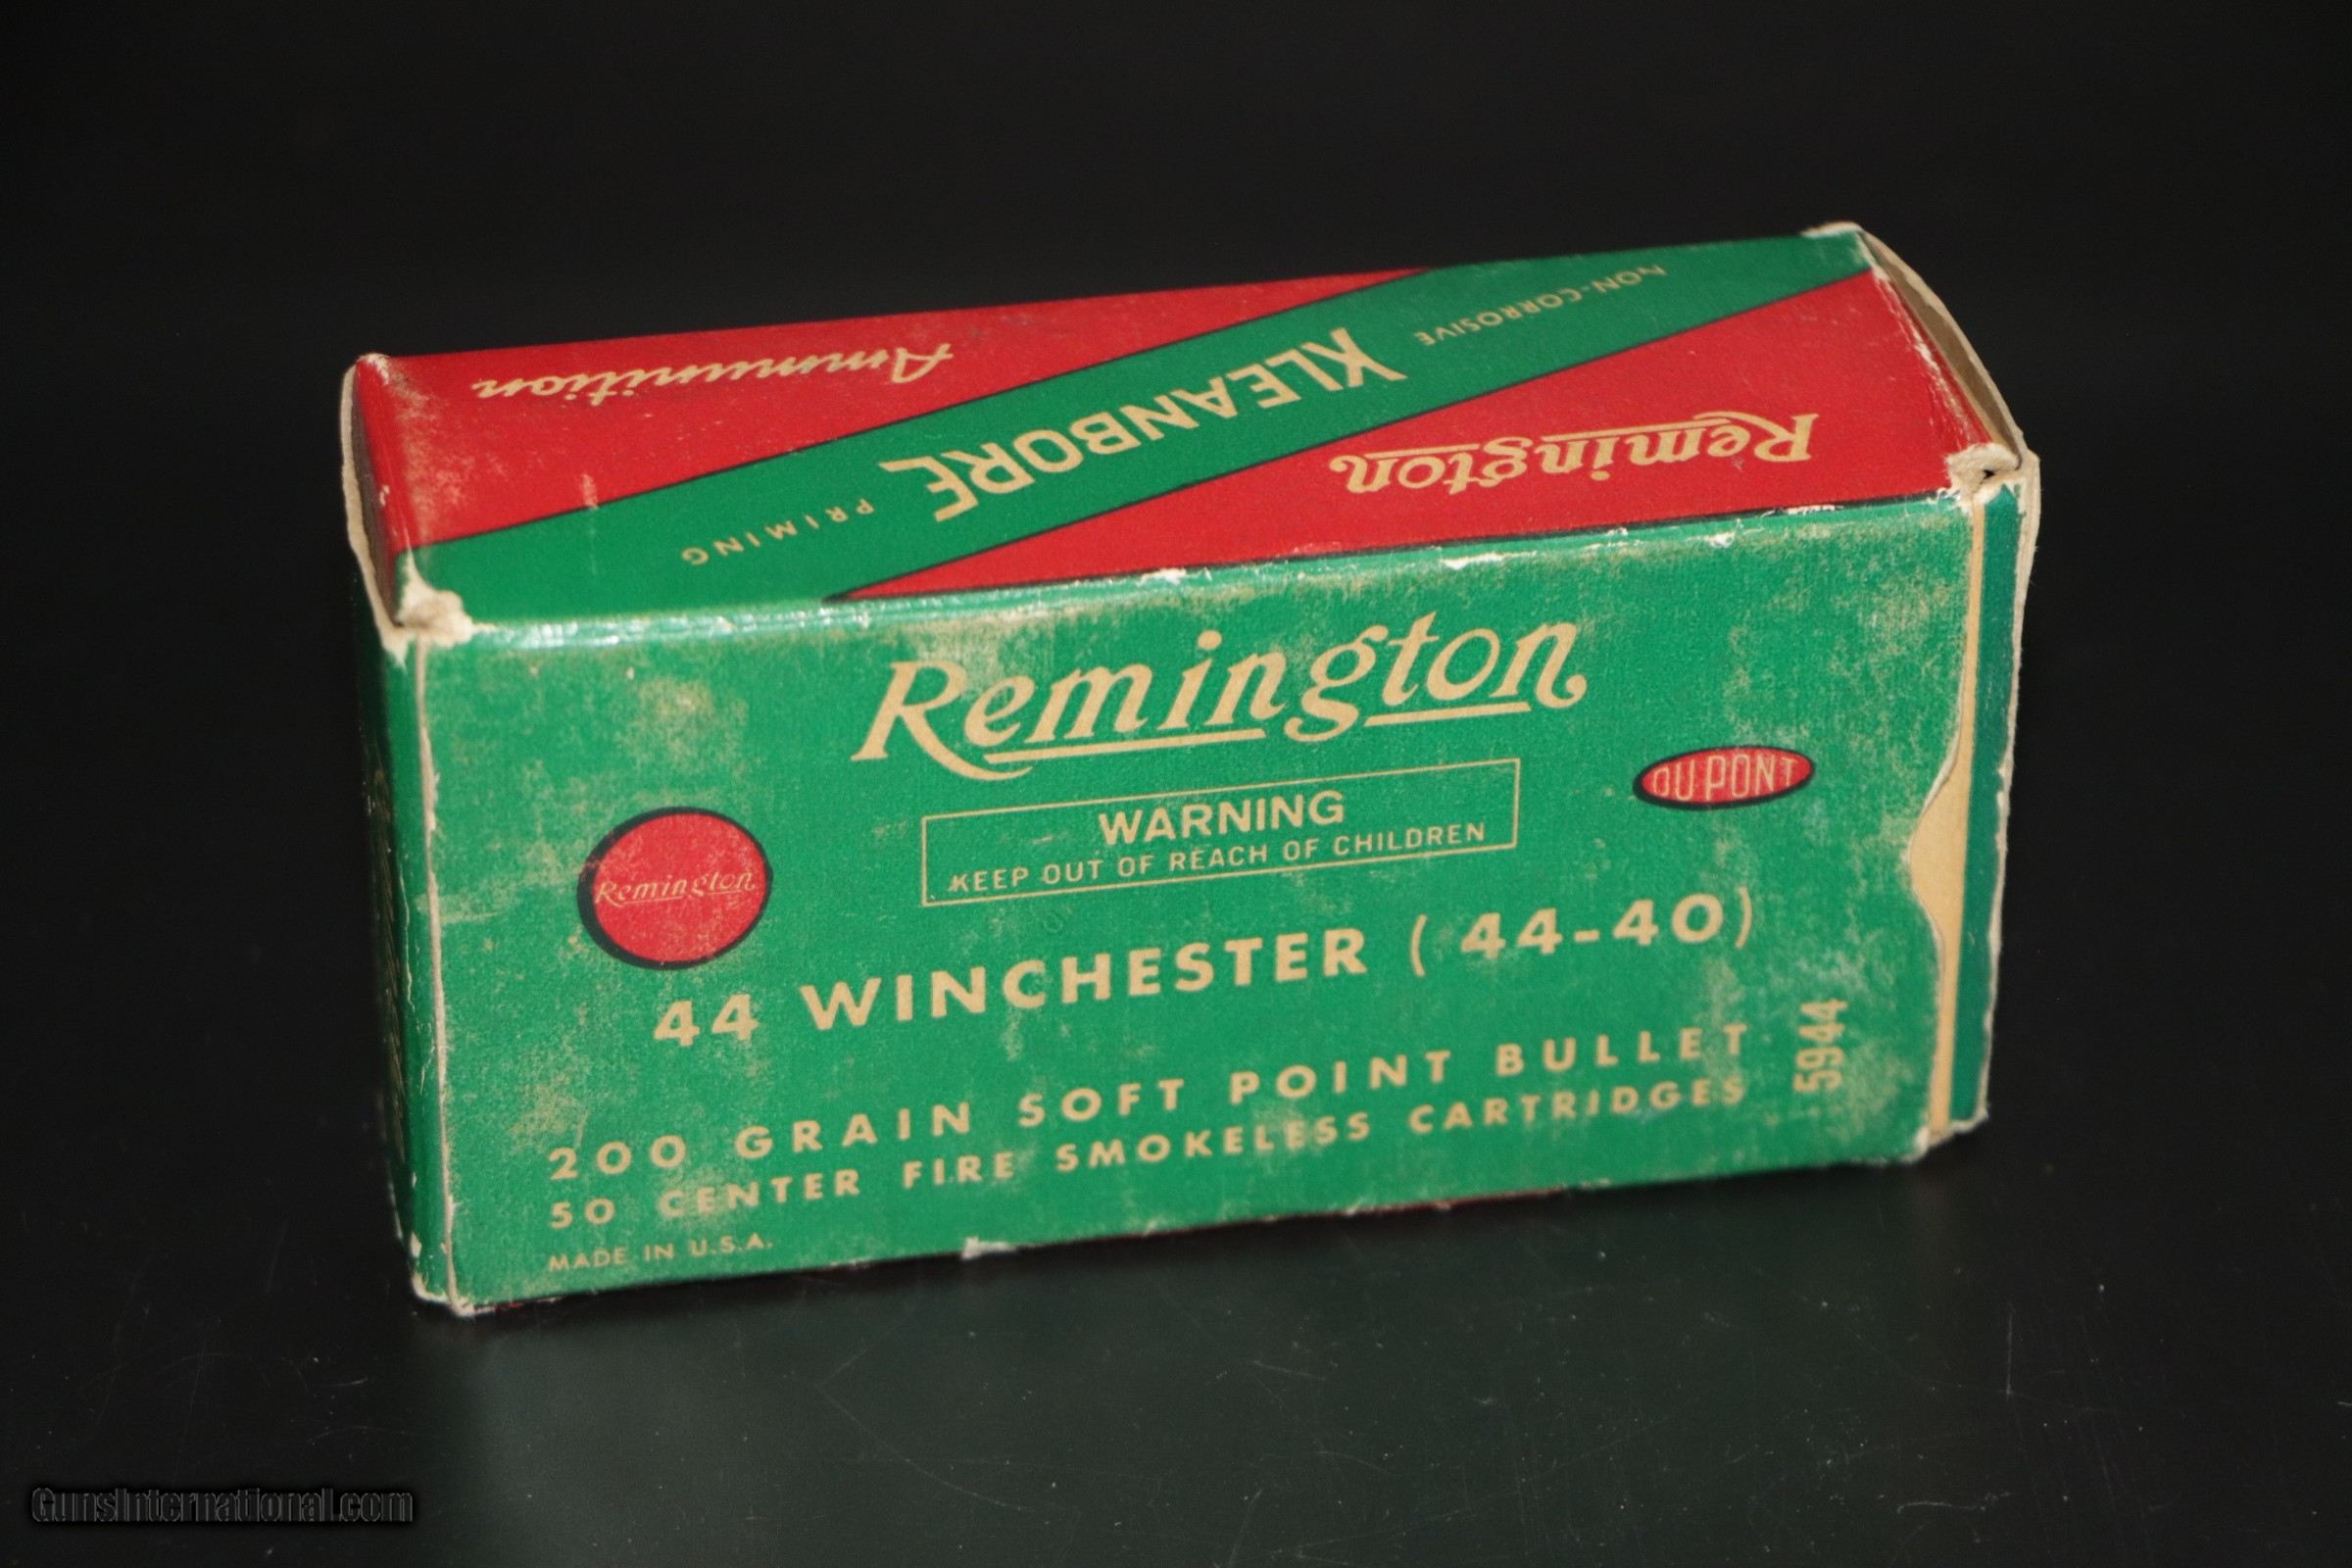 Remington
NON-CORROSIVE
KLEANBORE
PRIMING
Ammunition
Remington
DU PONT
WARNING
KEEP OUT OF REACH OF CHILDREN
Remington
44 WINCHESTER (44-40)
200 GRAIN SOFT POINT BULLET
50 CENTER FIRE SMOKELESS CARTRIDGES
5944
MADE IN U.S.A.
GunsInternational.com